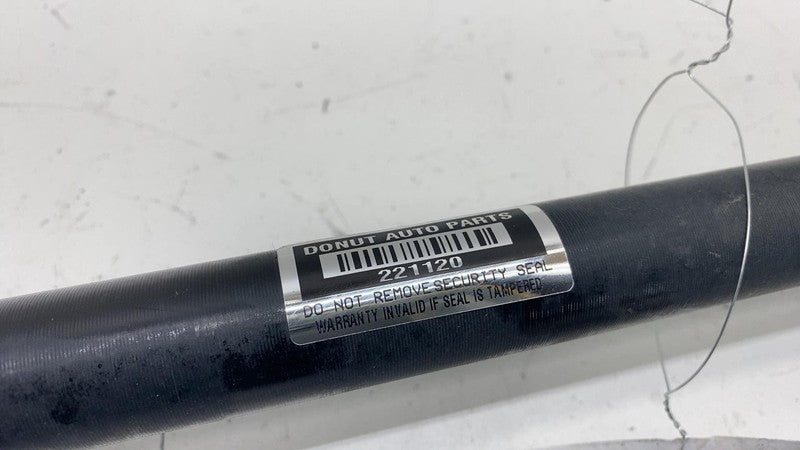 DONUT AUTO PARTS
221120
DO NOT REMOVE SECURITY SEAL
WARRANTY INVALID IF SEAL IS TAMPERED